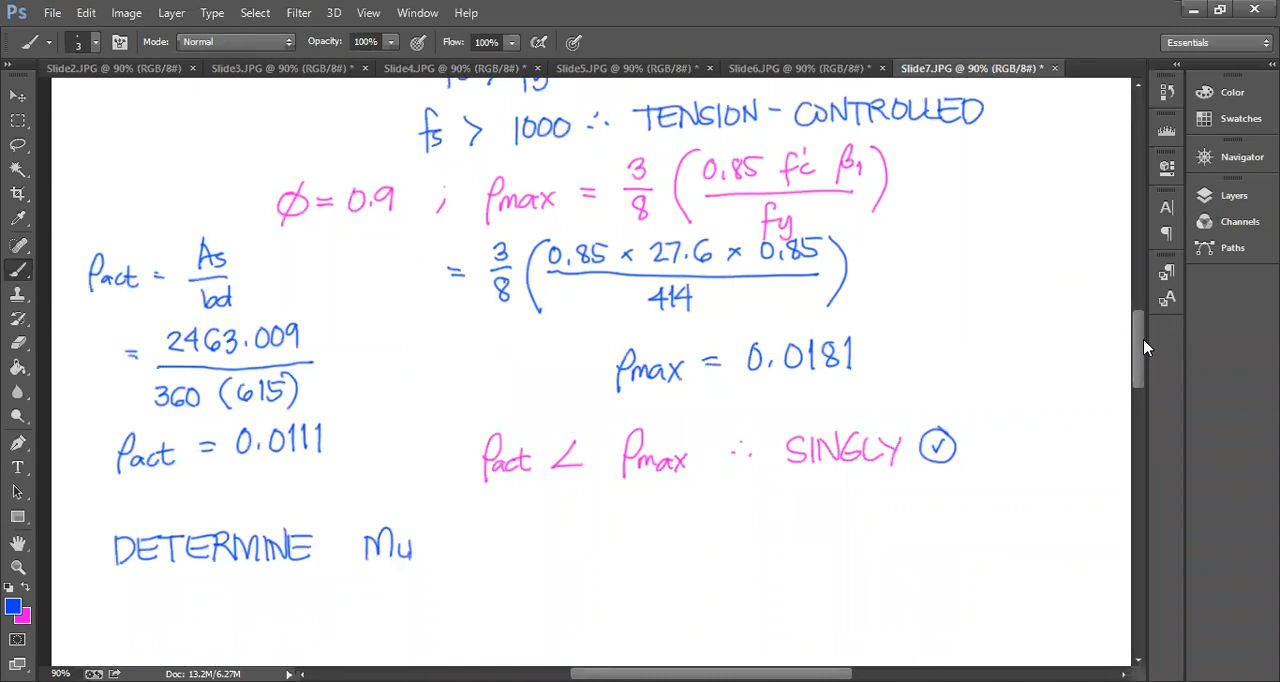 Ps File Edit Image Layer Type Select Filter 3D View Window Help
3 Mode: Normal Opacity: 100% Flow: 100% Essentials
Slide2.JPG @ 90% (RGB/8#) × Slide3.JPG @ 90% (RGB/8#) * × Slide4.JPG @ 90% (RGB/8#) * × Slide5.JPG @ 90% (RGB/8#) * × Slide6.JPG @ 90% (RGB/8#) * × Slide7.JPG @ 90% (RGB/8#) * ×
fs > 1000 ∴ TENSION - CONTROLLED
ϕ = 0.9 ; ρmax = 3/8 (0.85 f'c β1 / fy)
ρact = As / bd
= 3/8 (0.85 × 27.6 × 0.85 / 414)
= 2463.009 / 360 (615)
ρmax = 0.0181
ρact = 0.0111
ρact < ρmax ∴ SINGLY ✓
DETERMINE Mu
Color
Swatches
Navigator
Layers
Channels
Paths
90% Doc: 13.2M/6.27M